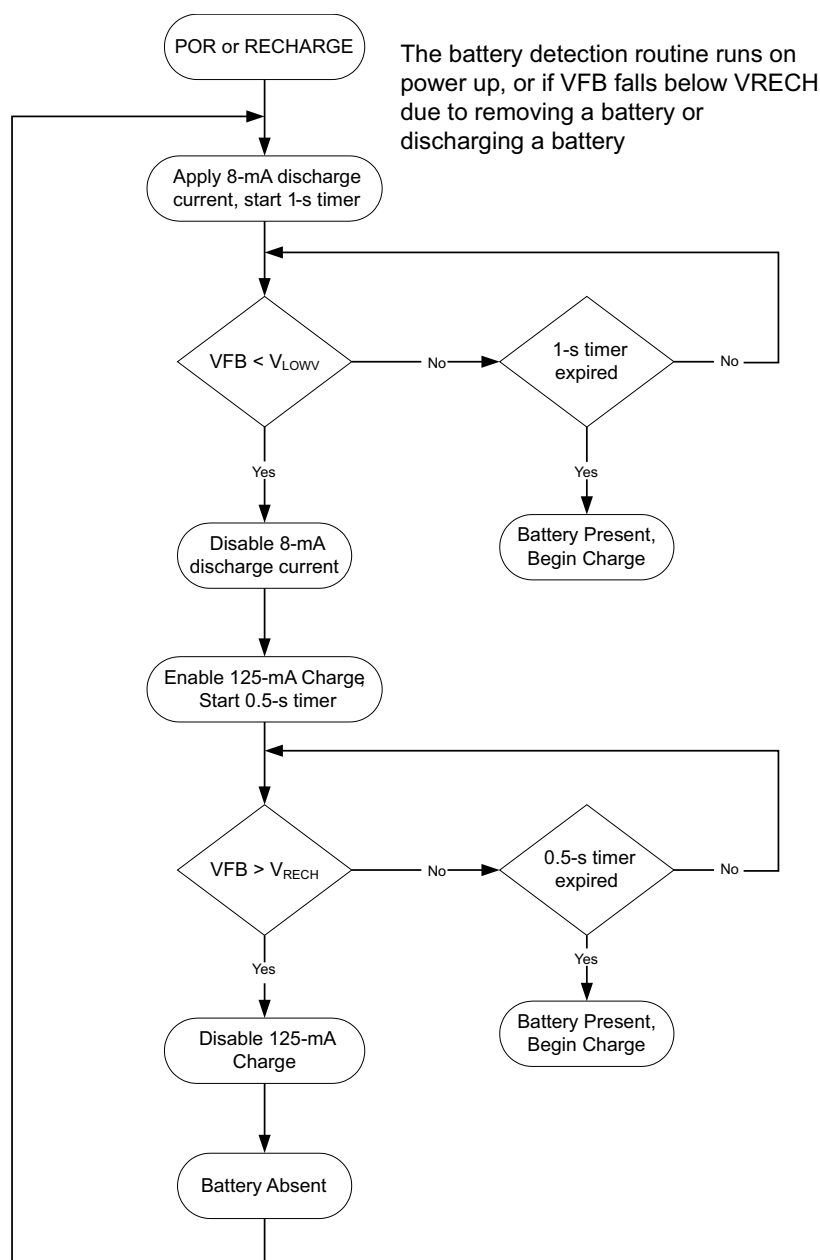 POR or RECHARGE
The battery detection routine runs on
power up, or if VFB falls below VRECH
due to removing a battery or
discharging a battery
Apply 8-mA discharge
current, start 1-s timer
VFB < VLOWV
No
1-s timer
expired
No
Yes
Yes
Disable 8-mA
discharge current
Battery Present,
Begin Charge
Enable 125-mA Charge,
Start 0.5-s timer
VFB > VRECH
No
0.5-s timer
expired
No
Yes
Yes
Disable 125-mA
Charge
Battery Present,
Begin Charge
Battery Absent